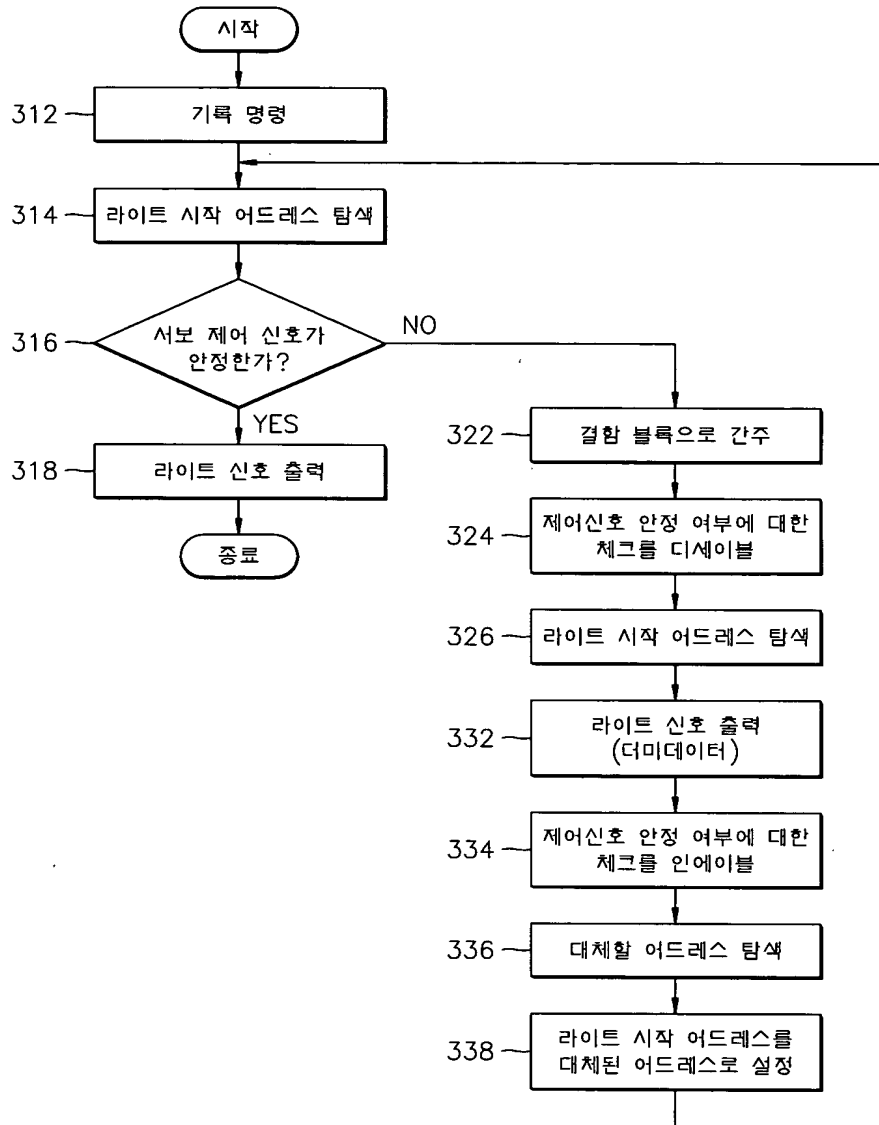 시작
312
기록 명령
314
라이트 시작 어드레스 탐색
316
서보 제어 신호가
안정한가?
NO
YES
318
라이트 신호 출력
종료
322
결함 블록으로 간주
324
제어신호 안정 여부에 대한
체크를 디세이블
326
라이트 시작 어드레스 탐색
332
라이트 신호 출력
(더미데이터)
334
제어신호 안정 여부에 대한
체크를 인에이블
336
대체할 어드레스 탐색
338
라이트 시작 어드레스를
대체된 어드레스로 설정